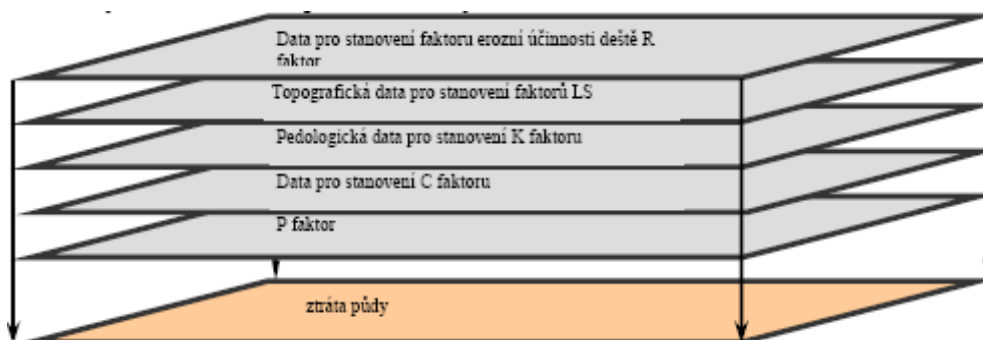 Data pro stanovení faktoru erozní účinnosti deště R
faktor
Topografická data pro stanovení faktorů LS
Pedologická data pro stanovení K faktoru
Data pro stanovení C faktoru
P faktor
ztráta půdy